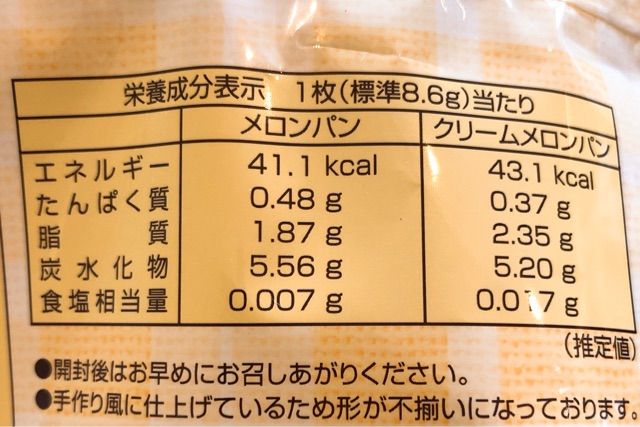 栄養成分表示 1枚(標準8.6g)当たり
メロンパン クリームメロンパン
エネルギー 41.1 kcal 43.1 kcal
たんぱく質 0.48 g 0.37 g
脂質 1.87 g 2.35 g
炭水化物 5.56 g 5.20 g
食塩相当量 0.007 g 0.017 g
(推定値)
●開封後はお早めにお召しあがりください。
●手作り風に仕上げているため形が不揃いになっております。